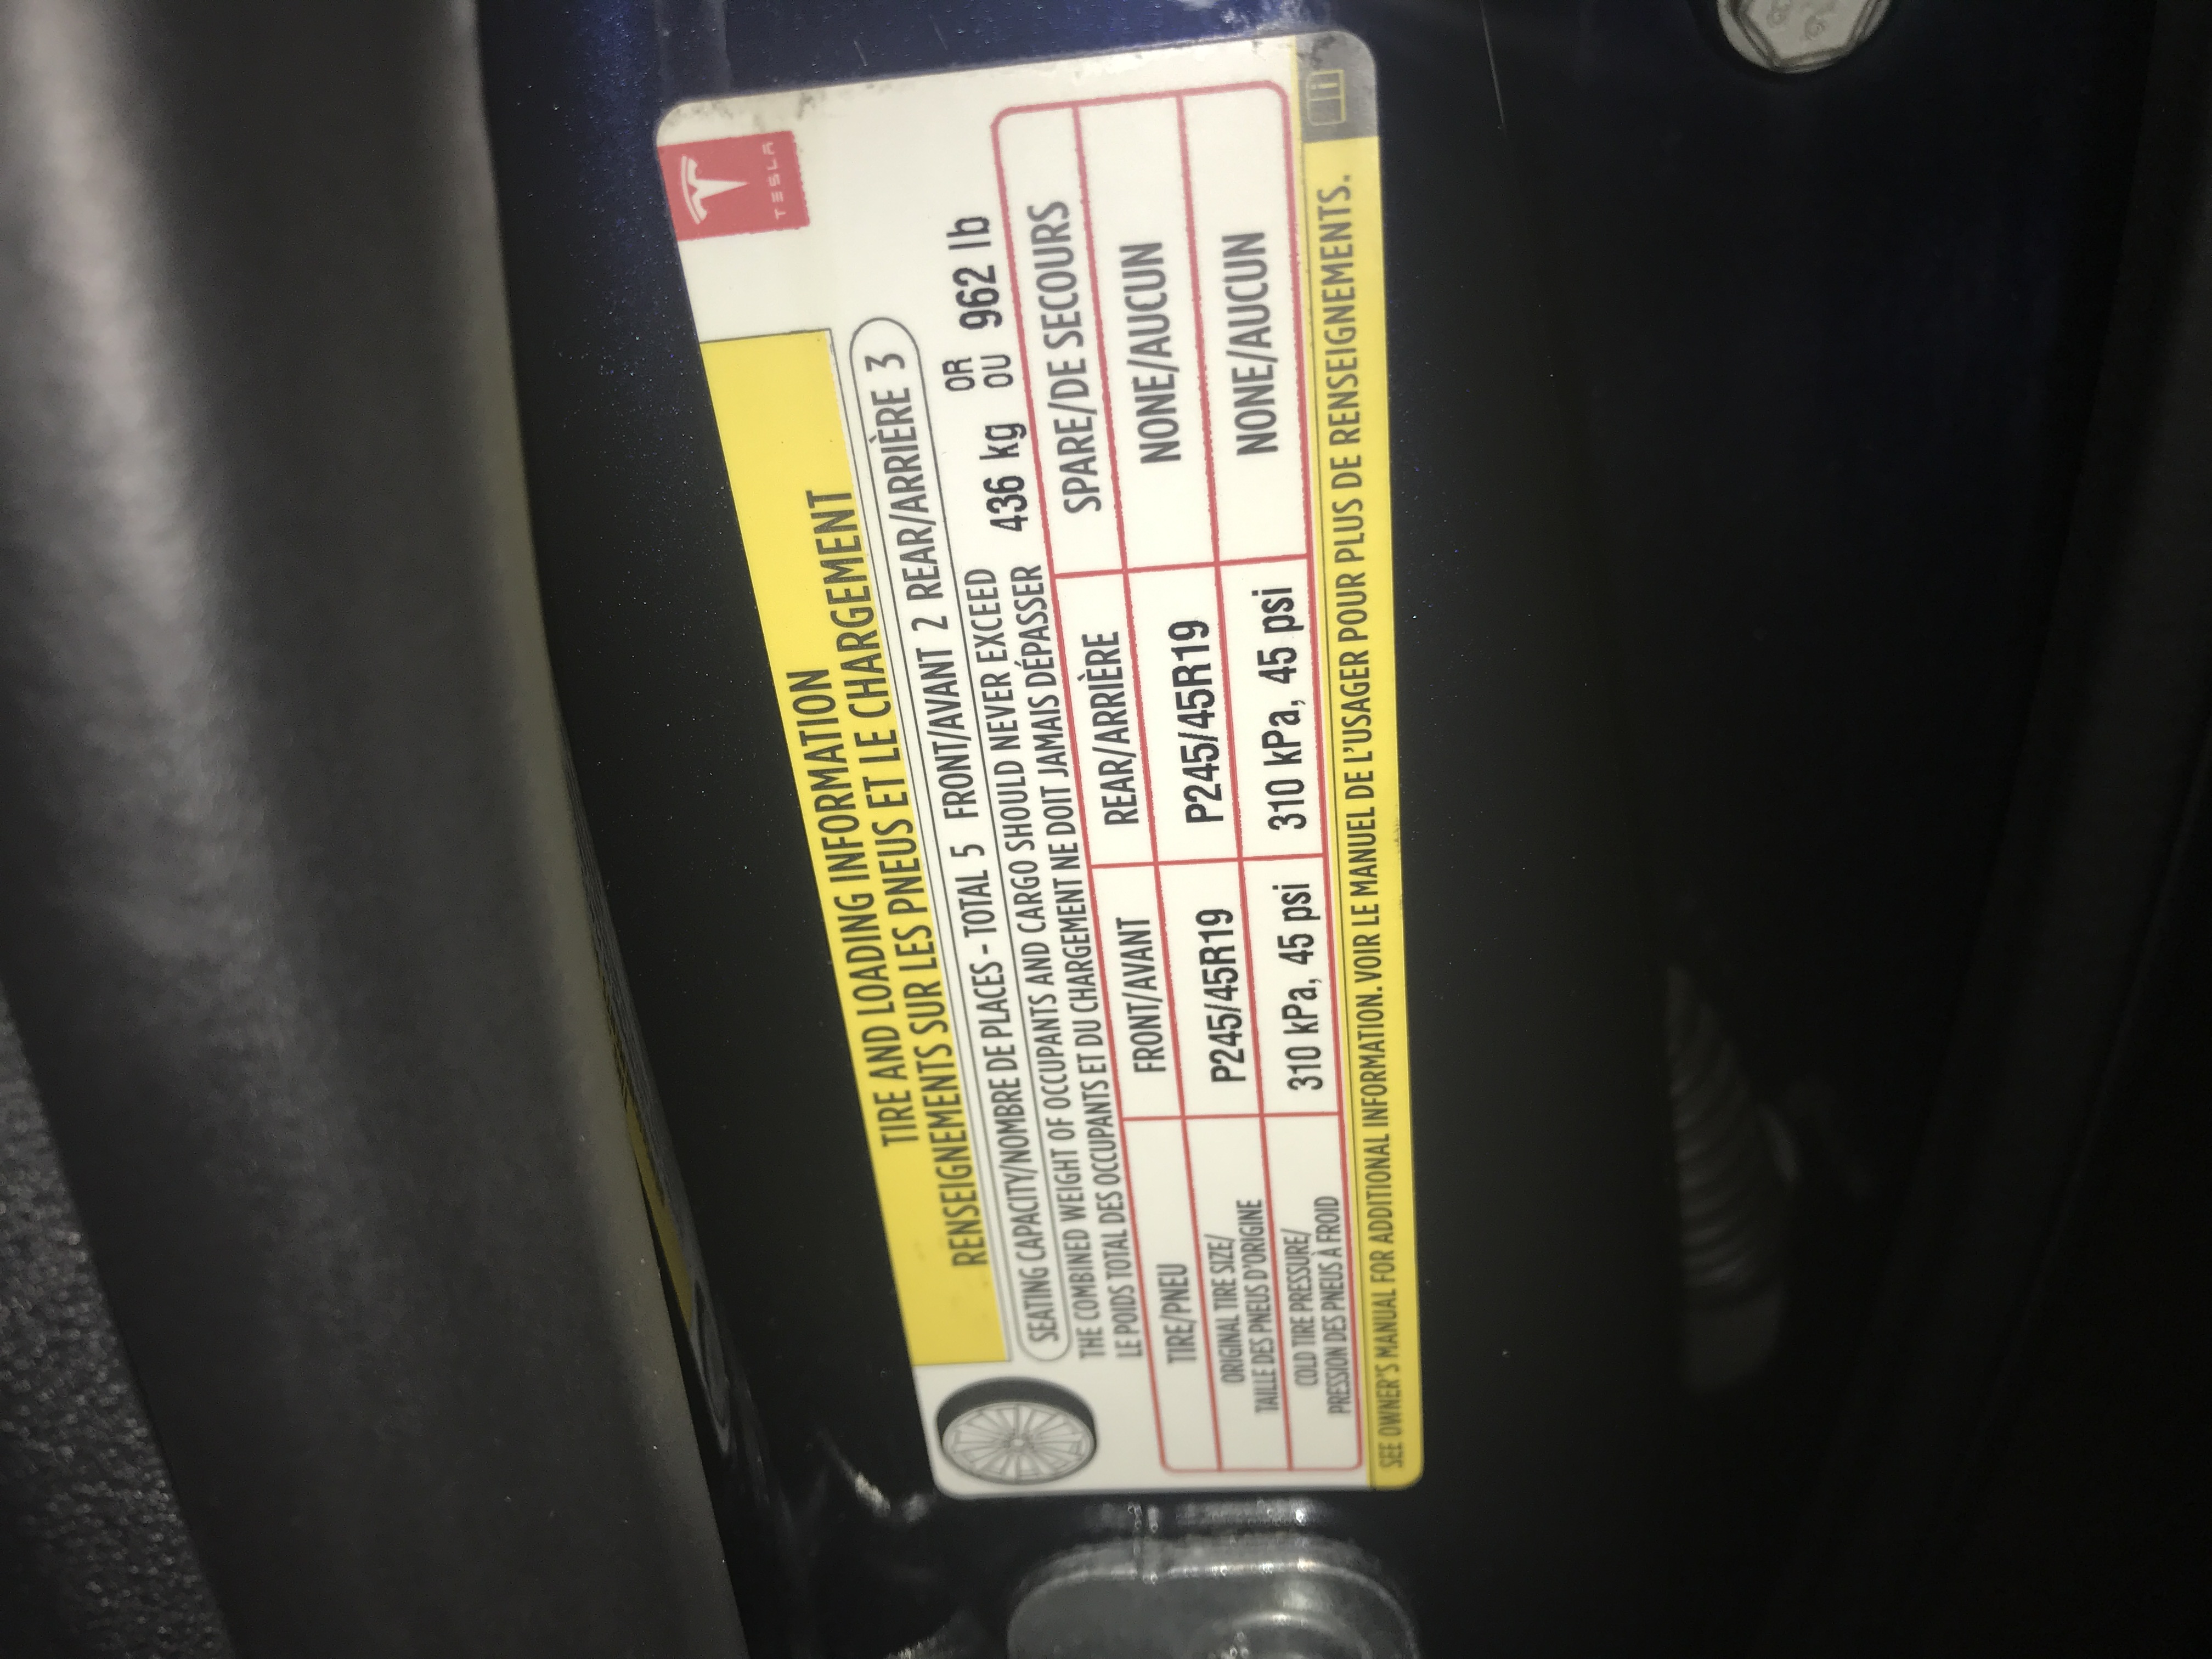 TESLA
TIRE AND LOADING INFORMATION
RENSEIGNEMENTS SUR LES PNEUS ET LE CHARGEMENT
SEATING CAPACITY/NOMBRE DE PLACES - TOTAL 5 FRONT/AVANT 2 REAR/ARRIÈRE 3
THE COMBINED WEIGHT OF OCCUPANTS AND CARGO SHOULD NEVER EXCEED
LE POIDS TOTAL DES OCCUPANTS ET DU CHARGEMENT NE DOIT JAMAIS DÉPASSER
436 kg OR OU 962 lb
TIRE/PNEU FRONT/AVANT REAR/ARRIÈRE SPARE/DE SECOURS
ORIGINAL TIRE SIZE/
TAILLE DES PNEUS D'ORIGINE
P245/45R19 P245/45R19 NONE/AUCUN
COLD TIRE PRESSURE/
PRESSION DES PNEUS À FROID
310 kPa, 45 psi 310 kPa, 45 psi NONE/AUCUN
SEE OWNER'S MANUAL FOR ADDITIONAL INFORMATION. VOIR LE MANUEL DE L'USAGER POUR PLUS DE RENSEIGNEMENTS.